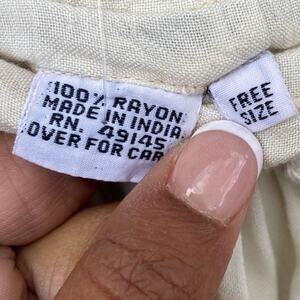 100% RAYON
MADE IN INDIA
RN. 49145
OVER FOR CAR
FREE
SIZE